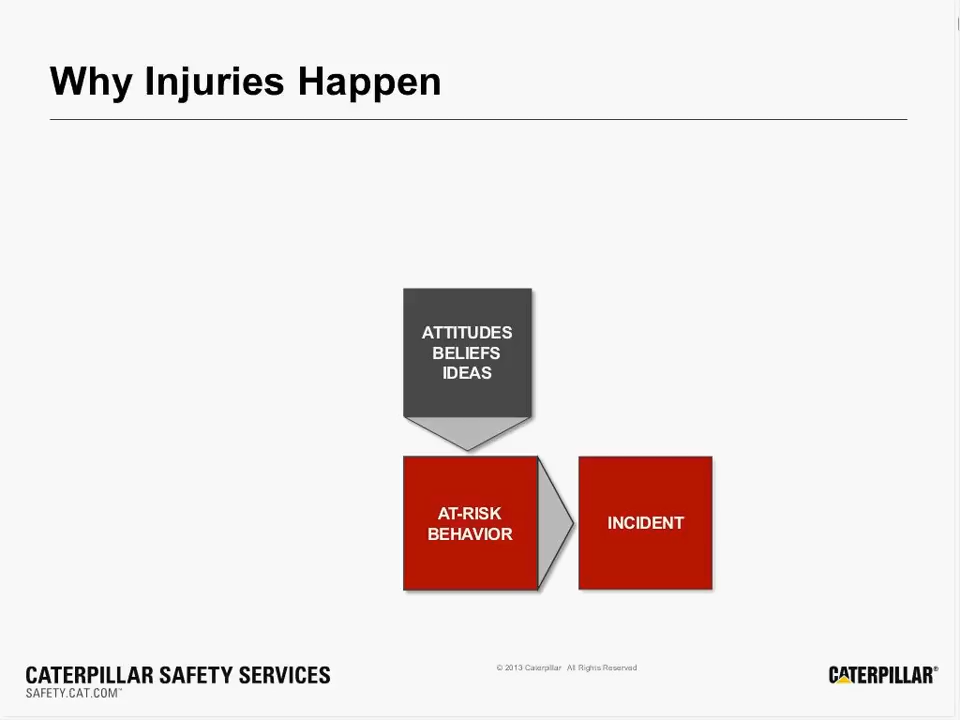 Why Injuries Happen
ATTITUDES
BELIEFS
IDEAS
AT-RISK
BEHAVIOR
INCIDENT
CATERPILLAR SAFETY SERVICES
SAFETY.CAT.COM™
© 2013 Caterpillar All Rights Reserved
CATERPILLAR®